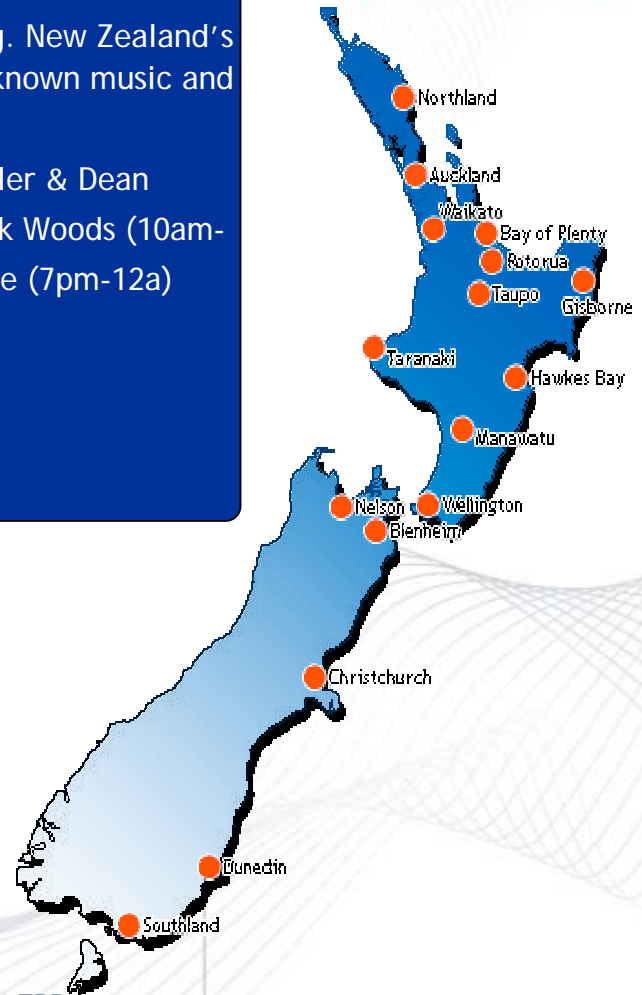 . New Zealand's
known music and
ler & Dean
k Woods (10am-
e (7pm-12a)
Northland
Auckland
Waikato
Bay of Plenty
Rotorua
Taupo
Gisborne
Taranaki
Hawkes Bay
Manawatu
Nelson
Wellington
Blenheim
Christchurch
Dunedin
Southland